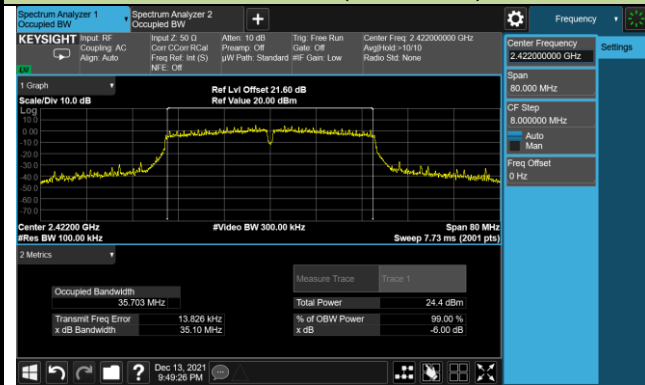 Spectrum Analyzer 1
Occupied BW
Spectrum Analyzer 2
Occupied BW
+
Frequency
KEYSIGHT
Input: RF
Coupling: AC
Align: Auto
Input Z: 50 Ω
Corr CCorr RCal
Freq Ref: Int (S)
NFE: Off
Atten: 10 dB
Preamp: Off
µW Path: Standard
Trig: Free Run
Gate: Off
#IF Gain: Low
Center Freq: 2.422000000 GHz
Avg|Hold:>10/10
Radio Std: None
Center Frequency
2.422000000 GHz
Settings
Span
80.000 MHz
CF Step
8.000000 MHz
Auto
Man
Freq Offset
0 Hz
1 Graph
Scale/Div 10.0 dB
Ref Lvl Offset 21.60 dB
Ref Value 20.00 dBm
Log
10.0
0.00
-10.0
-20.0
-30.0
-40.0
-50.0
-60.0
-70.0
Center 2.42200 GHz
#Res BW 100.00 kHz
#Video BW 300.00 kHz
Span 80 MHz
Sweep 7.73 ms (2001 pts)
2 Metrics
Measure Trace
Trace 1
Occupied Bandwidth
35.703 MHz
Total Power
24.4 dBm
Transmit Freq Error
13.826 kHz
% of OBW Power
99.00 %
x dB Bandwidth
35.10 MHz
x dB
-6.00 dB
?
Dec 13, 2021
9:49:26 PM